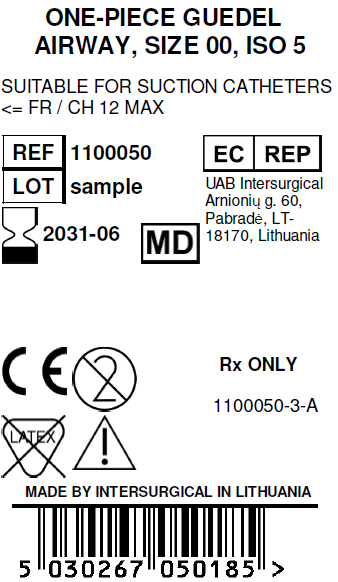 ONE-PIECE GUEDEL
AIRWAY, SIZE 00, ISO 5
SUITABLE FOR SUCTION CATHETERS
<= FR / CH 12 MAX
REF 1100050
LOT sample
2031-06
MD
EC REP
UAB Intersurgical
Arnionių g. 60,
Pabradė, LT-
18170, Lithuania
CE 2
Rx ONLY
LATEX !
1100050-3-A
MADE BY INTERSURGICAL IN LITHUANIA
5 030267 050185 >